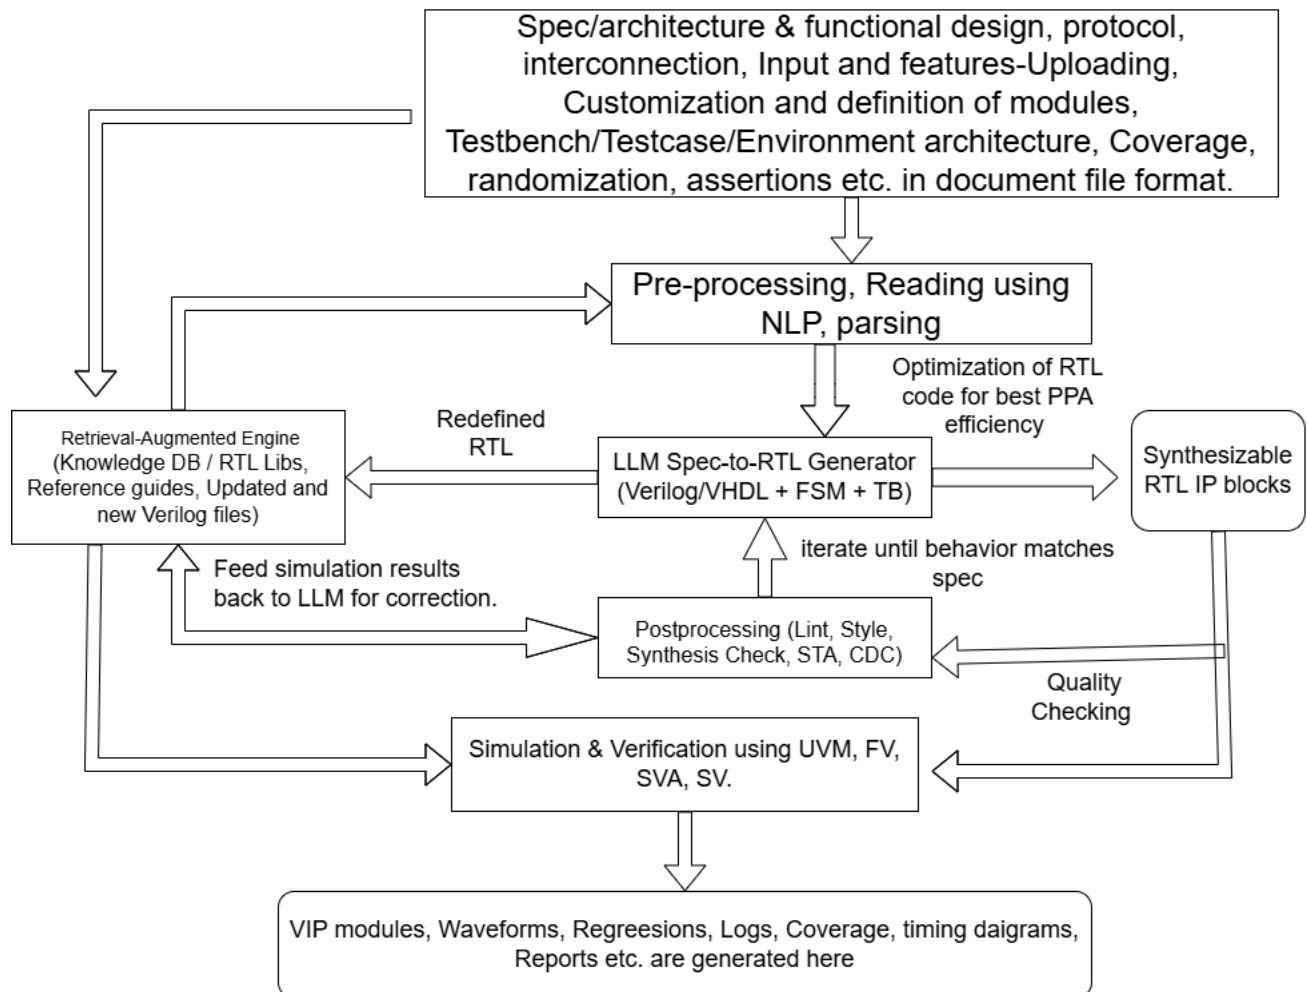 Spec/architecture & functional design, protocol,
interconnection, Input and features-Uploading,
Customization and definition of modules,
Testbench/Testcase/Environment architecture, Coverage,
randomization, assertions etc. in document file format.
Pre-processing, Reading using
NLP, parsing
Optimization of RTL
code for best PPA
efficiency
Redefined
RTL
Retrieval-Augmented Engine
(Knowledge DB / RTL Libs,
Reference guides, Updated and
new Verilog files)
LLM Spec-to-RTL Generator
(Verilog/VHDL + FSM + TB)
Synthesizable
RTL IP blocks
iterate until behavior matches
spec
Feed simulation results
back to LLM for correction.
Postprocessing (Lint, Style,
Synthesis Check, STA, CDC)
Quality
Checking
Simulation & Verification using UVM, FV,
SVA, SV.
VIP modules, Waveforms, Regreesions, Logs, Coverage, timing daigrams,
Reports etc. are generated here